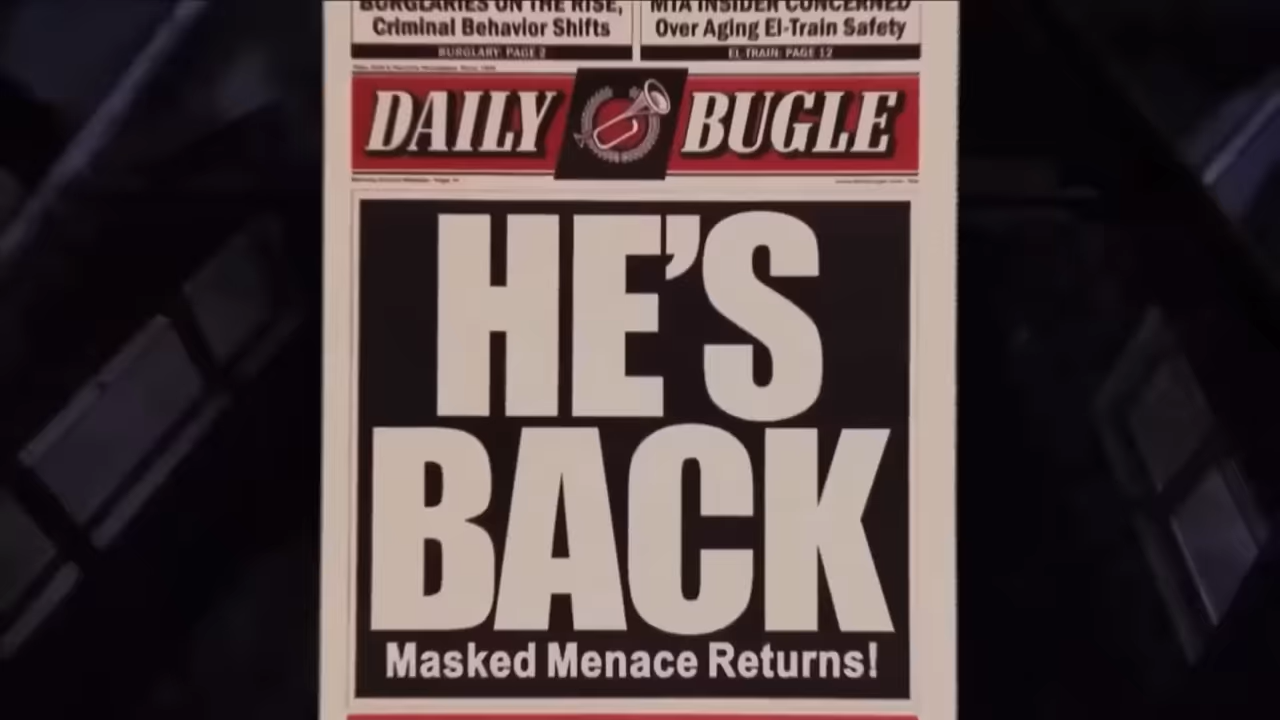 BURGLARIES ON THE RISE,
Criminal Behavior Shifts
BURGLARY: PAGE 2
MTA INSIDER CONCERNED
Over Aging El-Train Safety
EL TRAIN: PAGE 12
DAILY BUGLE
HE'S
BACK
Masked Menace Returns!